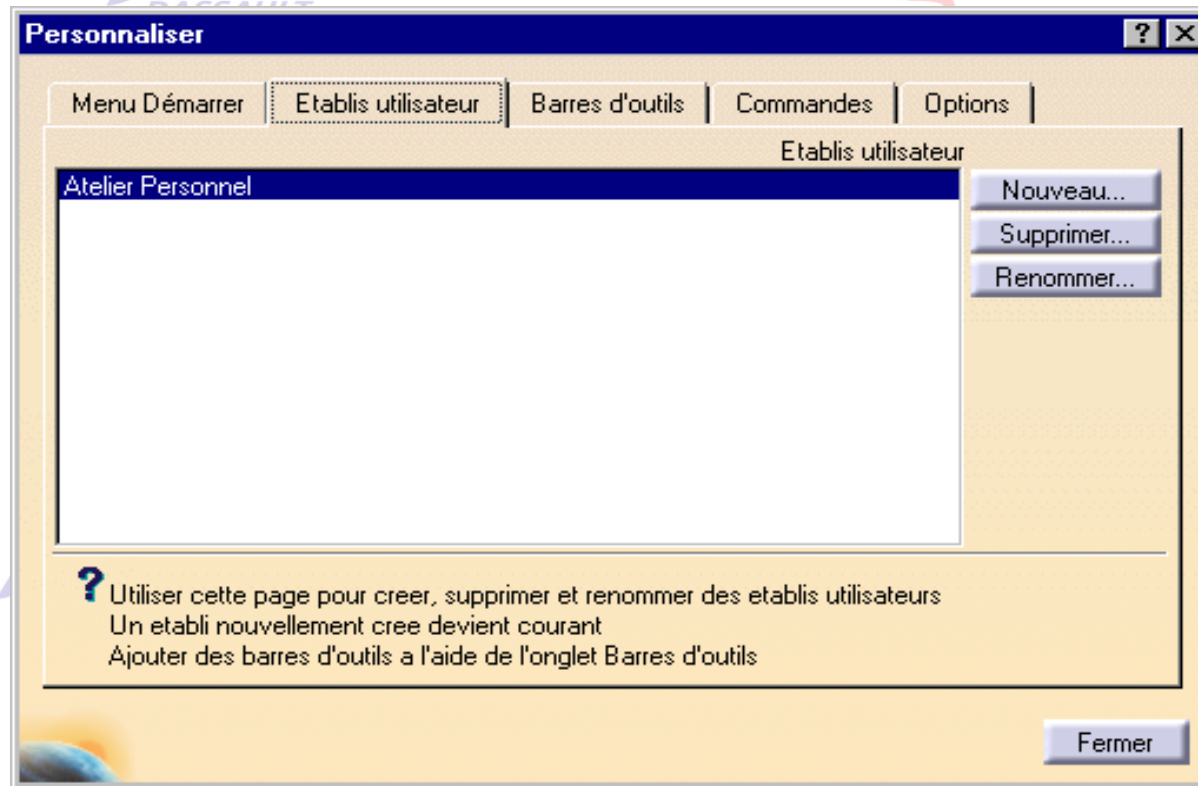 DASSAULT
Personnaliser
Menu Démarrer Etablis utilisateur Barres d'outils Commandes Options
Etablis utilisateur
Atelier Personnel
Nouveau...
Supprimer...
Renommer...
? Utiliser cette page pour creer, supprimer et renommer des etablis utilisateurs
Un etabli nouvellement cree devient courant
Ajouter des barres d'outils a l'aide de l'onglet Barres d'outils
Fermer